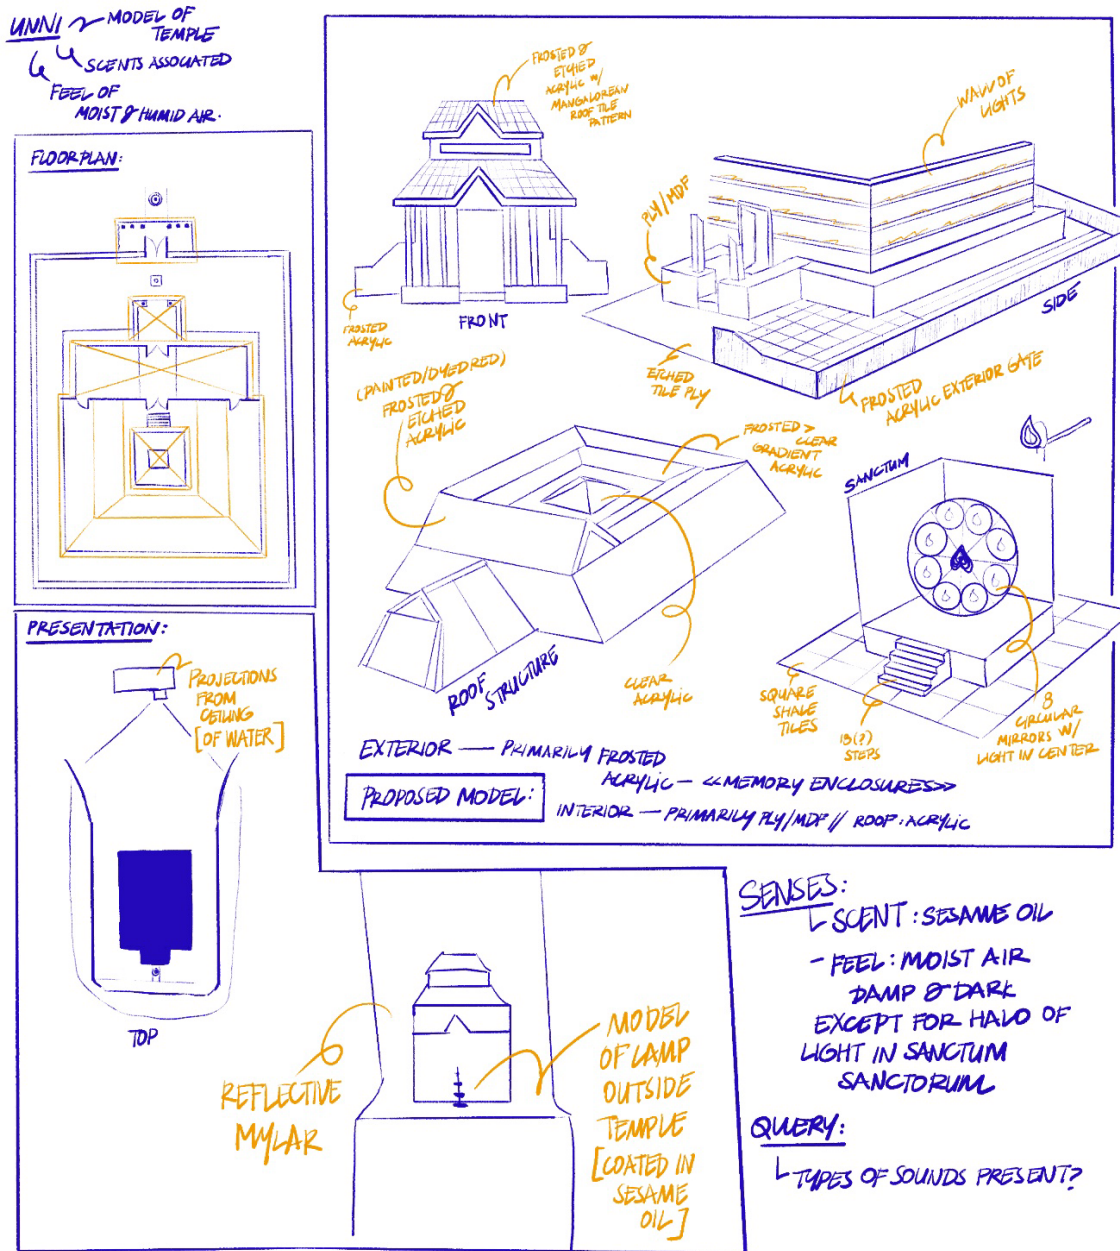 UNNI ~ MODEL OF
TEMPLE
SCENTS ASSOCIATED
FEEL OF
MOIST & HUMID AIR.
FLOORPLAN:
FROSTED &
ETCHED
ACRYLIC W/
MANGALOREAN
ROOF TILE
PATTERN
FROSTED
ACRYLIC
FRONT
WALL OF
LIGHTS
PLY/MDF
ETCHED
TILE PLY
SIDE
FROSTED
ACRYLIC EXTERIOR GATE
(PAINTED/DYED RED)
FROSTED &
ETCHED
ACRYLIC
FROSTED >
CLEAR
GRADIENT
ACRYLIC
CLEAR
ACRYLIC
ROOF
STRUCTURE
SANCTUM
SQUARE
SHALE
TILES
13(?)
STEPS
8
CIRCULAR
MIRRORS W/
LIGHT IN CENTER
EXTERIOR — PRIMARILY FROSTED
ACRYLIC — <<MEMORY ENCLOSURES>>
PROPOSED MODEL:
INTERIOR — PRIMARILY PLY/MDF // ROOF: ACRYLIC
PRESENTATION:
PROJECTIONS
FROM
CEILING
[OF WATER]
TOP
REFLECTIVE
MYLAR
MODEL
OF LAMP
OUTSIDE
TEMPLE
[COATED IN
SESAME
OIL]
SENSES:
SCENT: SESAME OIL
- FEEL: MOIST AIR
DAMP & DARK
EXCEPT FOR HALO OF
LIGHT IN SANCTUM
SANCTORUM
QUERY:
TYPES OF SOUNDS PRESENT?